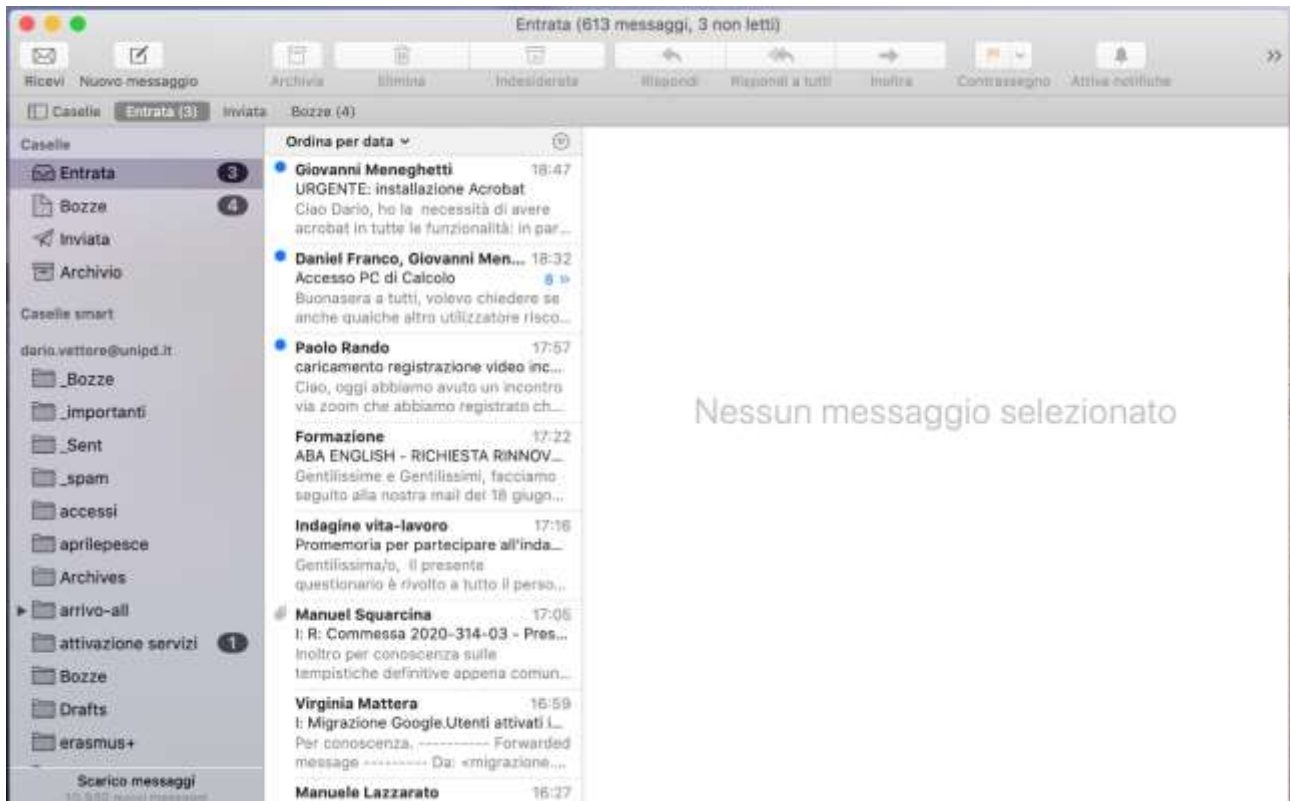 Entrata (613 messaggi, 3 non letti)
Ricevi Nuovo messaggio Archivia Elimina Indesiderata Rispondi Rispondi a tutti Inoltra Contrassegno Attiva notifiche
Caselle Entrata (3) Inviata Bozze (4)
Caselle
Entrata 3
Bozze 4
Inviata
Archivio
Caselle smart
dario.vettore@unipd.it
_Bozze
_importanti
_Sent
_spam
accessi
aprilepesce
Archives
arrivo-all
attivazione servizi 1
Bozze
Drafts
erasmus+
Scarico messaggi
nuovi messaggi
Ordina per data
Giovanni Meneghetti 18:47
URGENTE: installazione Acrobat
Ciao Dario, ho la necessità di avere
acrobat in tutte le funzionalità: in par...
Daniel Franco, Giovanni Men... 18:32
Accesso PC di Calcolo 6 »
Buonasera a tutti, volevo chiedere se
anche qualche altro utilizzatore risco...
Paolo Rando 17:57
caricamento registrazione video inc...
Ciao, oggi abbiamo avuto un incontro
via zoom che abbiamo registrato ch...
Formazione 17:22
ABA ENGLISH - RICHIESTA RINNOV...
Gentilissime e Gentilissimi, facciamo
seguito alla nostra mail del 18 giugn...
Indagine vita-lavoro 17:16
Promemoria per partecipare all'inda...
Gentilissima/o, Il presente
questionario è rivolto a tutto il perso...
Manuel Squarcina 17:05
I: R: Commessa 2020-314-03 - Pres...
Inoltro per conoscenza sulle
tempistiche definitive appena comun...
Virginia Mattera 16:59
I: Migrazione Google.Utenti attivati i...
Per conoscenza. ---------- Forwarded
message --------- Da: <migrazione....
Manuele Lazzarato 16:27
Nessun messaggio selezionato